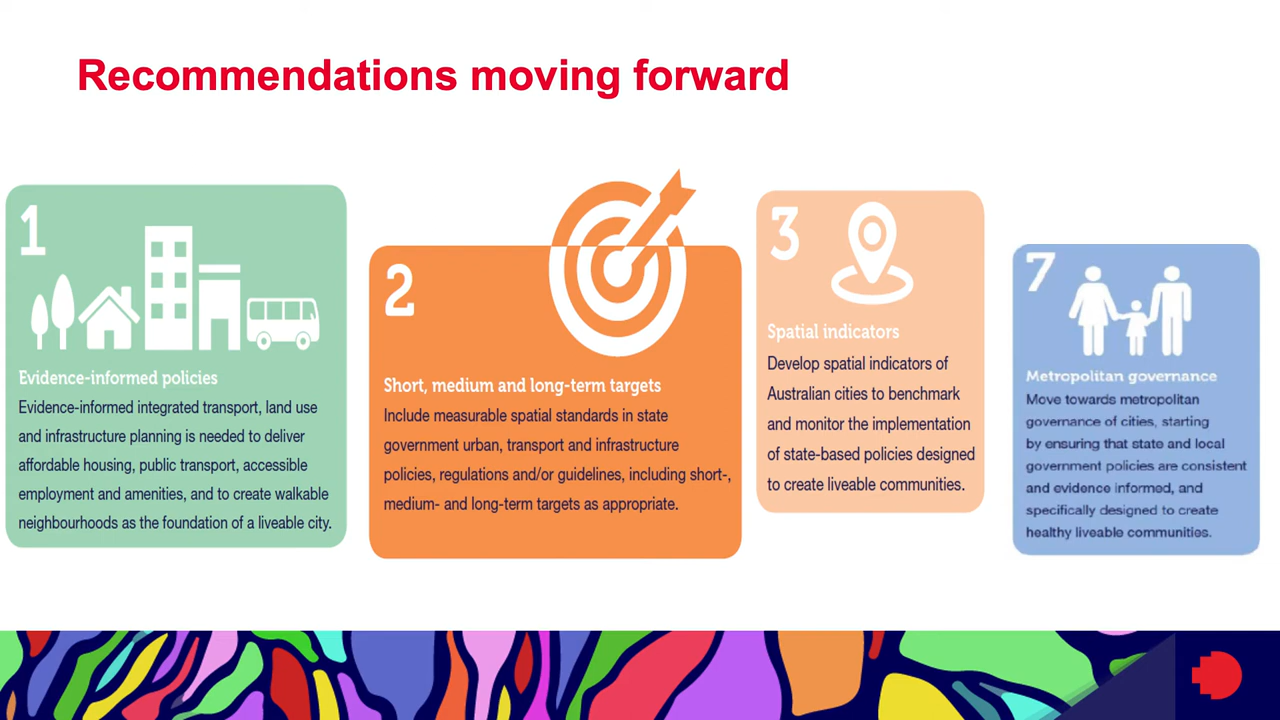 Recommendations moving forward
1
Evidence-informed policies
Evidence-informed integrated transport, land use
and infrastructure planning is needed to deliver
affordable housing, public transport, accessible
employment and amenities, and to create walkable
neighbourhoods as the foundation of a liveable city.
2
Short, medium and long-term targets
Include measurable spatial standards in state
government urban, transport and infrastructure
policies, regulations and/or guidelines, including short-,
medium- and long-term targets as appropriate.
3
Spatial indicators
Develop spatial indicators of
Australian cities to benchmark
and monitor the implementation
of state-based policies designed
to create liveable communities.
7
Metropolitan governance
Move towards metropolitan
governance of cities, starting
by ensuring that state and local
government policies are consistent
and evidence informed, and
specifically designed to create
healthy liveable communities.